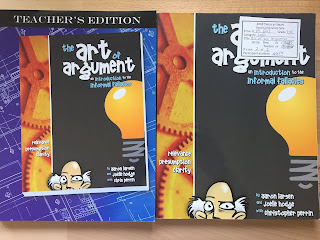 TEACHER'S EDITION
the
art
of
argument
an introduction to the
informal fallacies
relevance
presumption
clarity
by aaron larsen
and joelle hodge
with chris perrin
the
art
argument
an introduction to the
informal fallacies
relevance
presumption
clarity
by aaron larsen
and joelle hodge
with christopher perrin